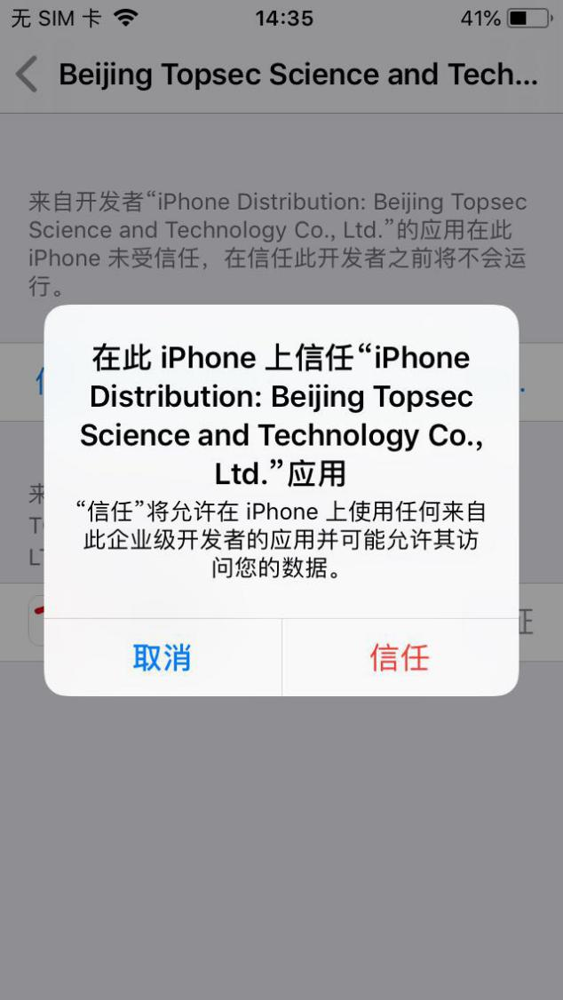 无 SIM 卡 14:35 41%
Beijing Topsec Science and Tech...
来自开发者“iPhone Distribution: Beijing Topsec
Science and Technology Co., Ltd.”的应用在此
iPhone 未受信任，在信任此开发者之前将不会运
行。
在此 iPhone 上信任“iPhone
Distribution: Beijing Topsec
Science and Technology Co.,
Ltd.”应用
“信任”将允许在 iPhone 上使用任何来自
此企业级开发者的应用并可能允许其访
问您的数据。
取消 信任